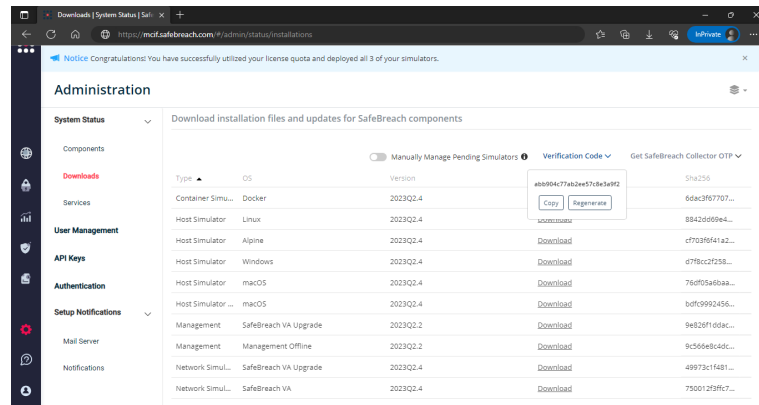 Downloads | System Status | Safe
https://mcif.safebreach.com/#/admin/status/installations
InPrivate
Notice Congratulations! You have successfully utilized your license quota and deployed all 3 of your simulators.
Administration
System Status
Components
Downloads
Services
User Management
API Keys
Authentication
Setup Notifications
Mail Server
Notifications
Download installation files and updates for SafeBreach components
Manually Manage Pending Simulators Verification Code Get SafeBreach Collector OTP
abb904c77ab2ee57c8e3a9f2
Copy Regenerate
Type OS Version Sha256
Container Simu... Docker 2023Q2.4 6dac3f67707...
Host Simulator Linux 2023Q2.4 Download 8842dd69e4...
Host Simulator Alpine 2023Q2.4 Download cf703f6f41a2...
Host Simulator Windows 2023Q2.4 Download d7f8cc2f258...
Host Simulator macOS 2023Q2.4 Download 76df05a6baa...
Host Simulator ... macOS 2023Q2.4 Download bdfc9992456...
Management SafeBreach VA Upgrade 2023Q2.2 Download 9e826f1ddac...
Management Management Offline 2023Q2.2 Download 9c566e8c4dc...
Network Simul... SafeBreach VA Upgrade 2023Q2.4 Download 49973c1f481...
Network Simul... SafeBreach VA 2023Q2.4 Download 750012f3ffc7...